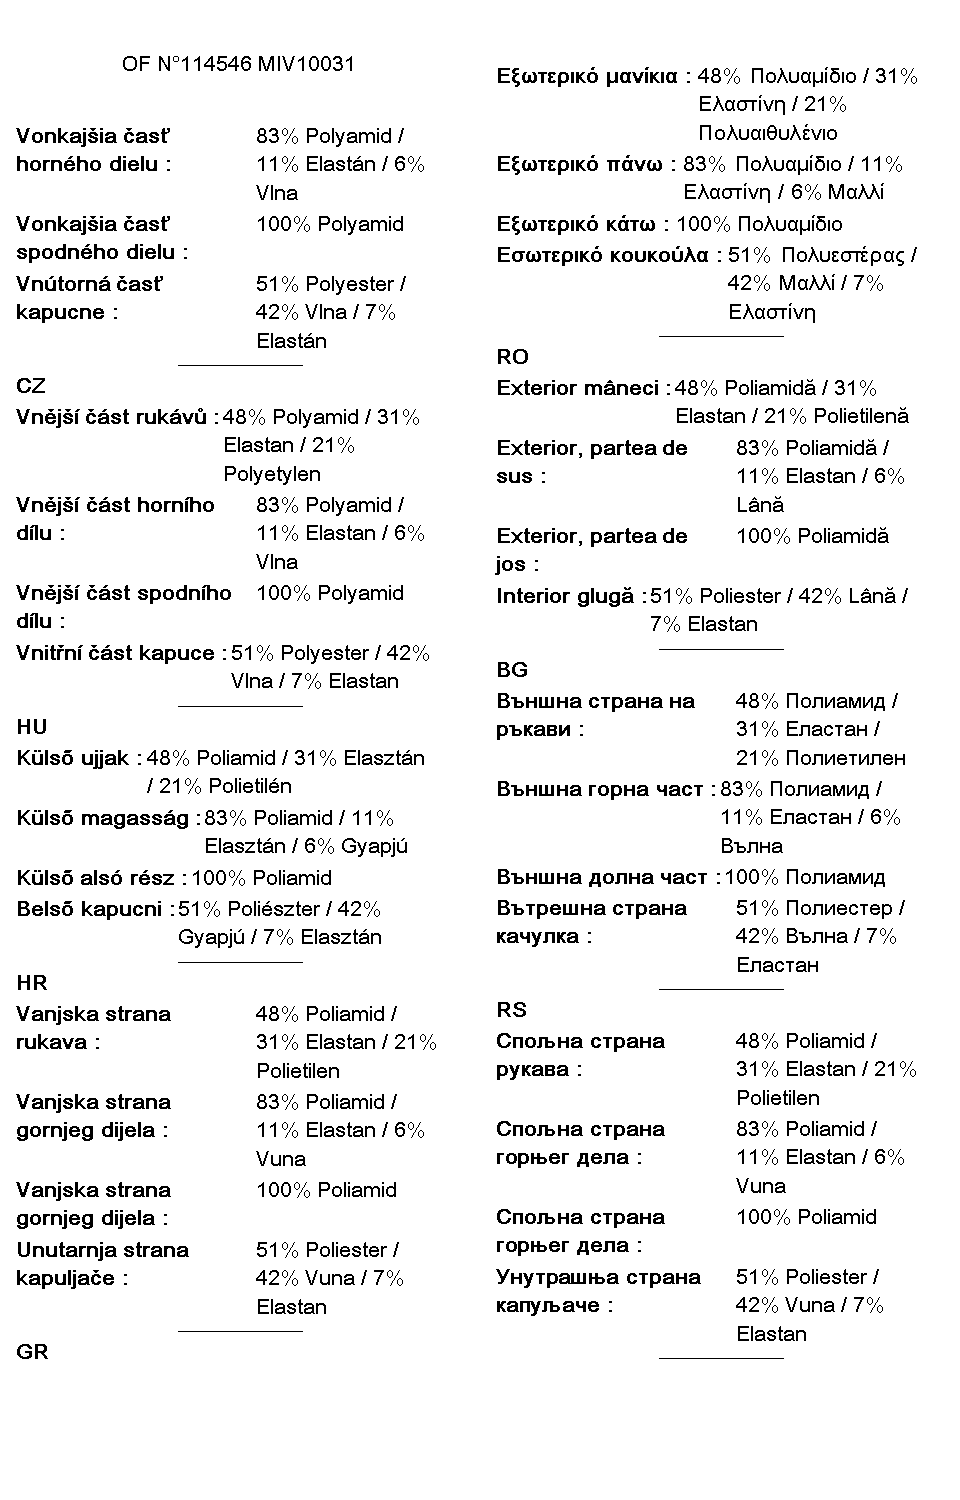 OF N°114546 MIV10031
Vonkajšia časť 83% Polyamid /
horného dielu : 11% Elastán / 6%
Vlna
Vonkajšia časť 100% Polyamid
spodného dielu :
Vnútorná časť 51% Polyester /
kapucne : 42% Vlna / 7%
Elastán
CZ
Vnější část rukávů : 48% Polyamid / 31%
Elastan / 21%
Polyetylen
Vnější část horního 83% Polyamid /
dílu : 11% Elastan / 6%
Vlna
Vnější část spodního 100% Polyamid
dílu :
Vnitřní část kapuce : 51% Polyester / 42%
Vlna / 7% Elastan
HU
Külső ujjak : 48% Poliamid / 31% Elasztán
/ 21% Polietilén
Külső magasság : 83% Poliamid / 11%
Elasztán / 6% Gyapjú
Külső alsó rész : 100% Poliamid
Belső kapucni : 51% Poliészter / 42%
Gyapjú / 7% Elasztán
HR
Vanjska strana 48% Poliamid /
rukava : 31% Elastan / 21%
Polietilen
Vanjska strana 83% Poliamid /
gornjeg dijela : 11% Elastan / 6%
Vuna
Vanjska strana 100% Poliamid
gornjeg dijela :
Unutarnja strana 51% Poliester /
kapuljače : 42% Vuna / 7%
Elastan
GR
Εξωτερικό μανίκια : 48% Πολυαμίδιο / 31%
Ελαστίνη / 21%
Πολυαιθυλένιο
Εξωτερικό πάνω : 83% Πολυαμίδιο / 11%
Ελαστίνη / 6% Μαλλί
Εξωτερικό κάτω : 100% Πολυαμίδιο
Εσωτερικό κουκούλα : 51% Πολυεστέρας /
42% Μαλλί / 7%
Ελαστίνη
RO
Exterior mâneci : 48% Poliamidă / 31%
Elastan / 21% Polietilenă
Exterior, partea de 83% Poliamidă /
sus : 11% Elastan / 6%
Lână
Exterior, partea de 100% Poliamidă
jos :
Interior glugă : 51% Poliester / 42% Lână /
7% Elastan
BG
Външна страна на 48% Полиамид /
ръкави : 31% Еластан /
21% Полиетилен
Външна горна част : 83% Полиамид /
11% Еластан / 6%
Вълна
Външна долна част : 100% Полиамид
Вътрешна страна 51% Полиестер /
качулка : 42% Вълна / 7%
Еластан
RS
Спољна страна 48% Poliamid /
рукава : 31% Elastan / 21%
Polietilen
Спољна страна 83% Poliamid /
горњег дела : 11% Elastan / 6%
Vuna
Спољна страна 100% Poliamid
горњег дела :
Унутрашња страна 51% Poliester /
капуљаче : 42% Vuna / 7%
Elastan